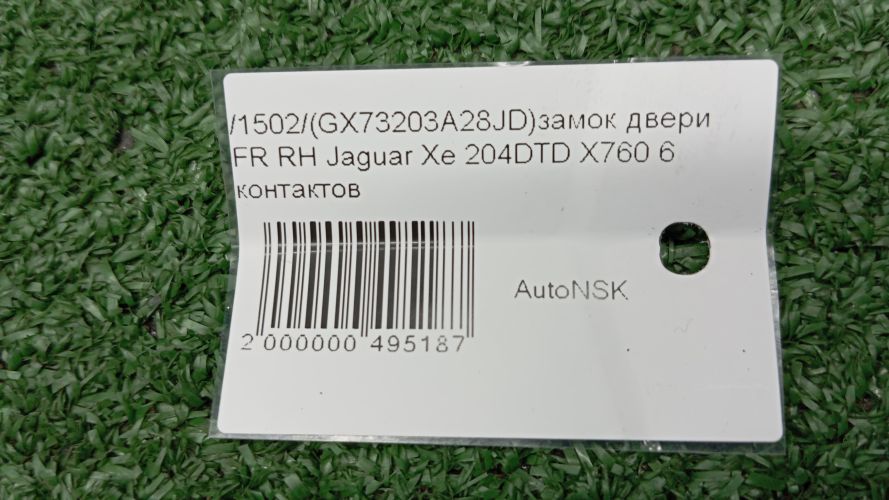 /1502/(GX73203A28JD)замок двери
FR RH Jaguar Xe 204DTD X760 6
контактов
AutoNSK
2 000000 495187